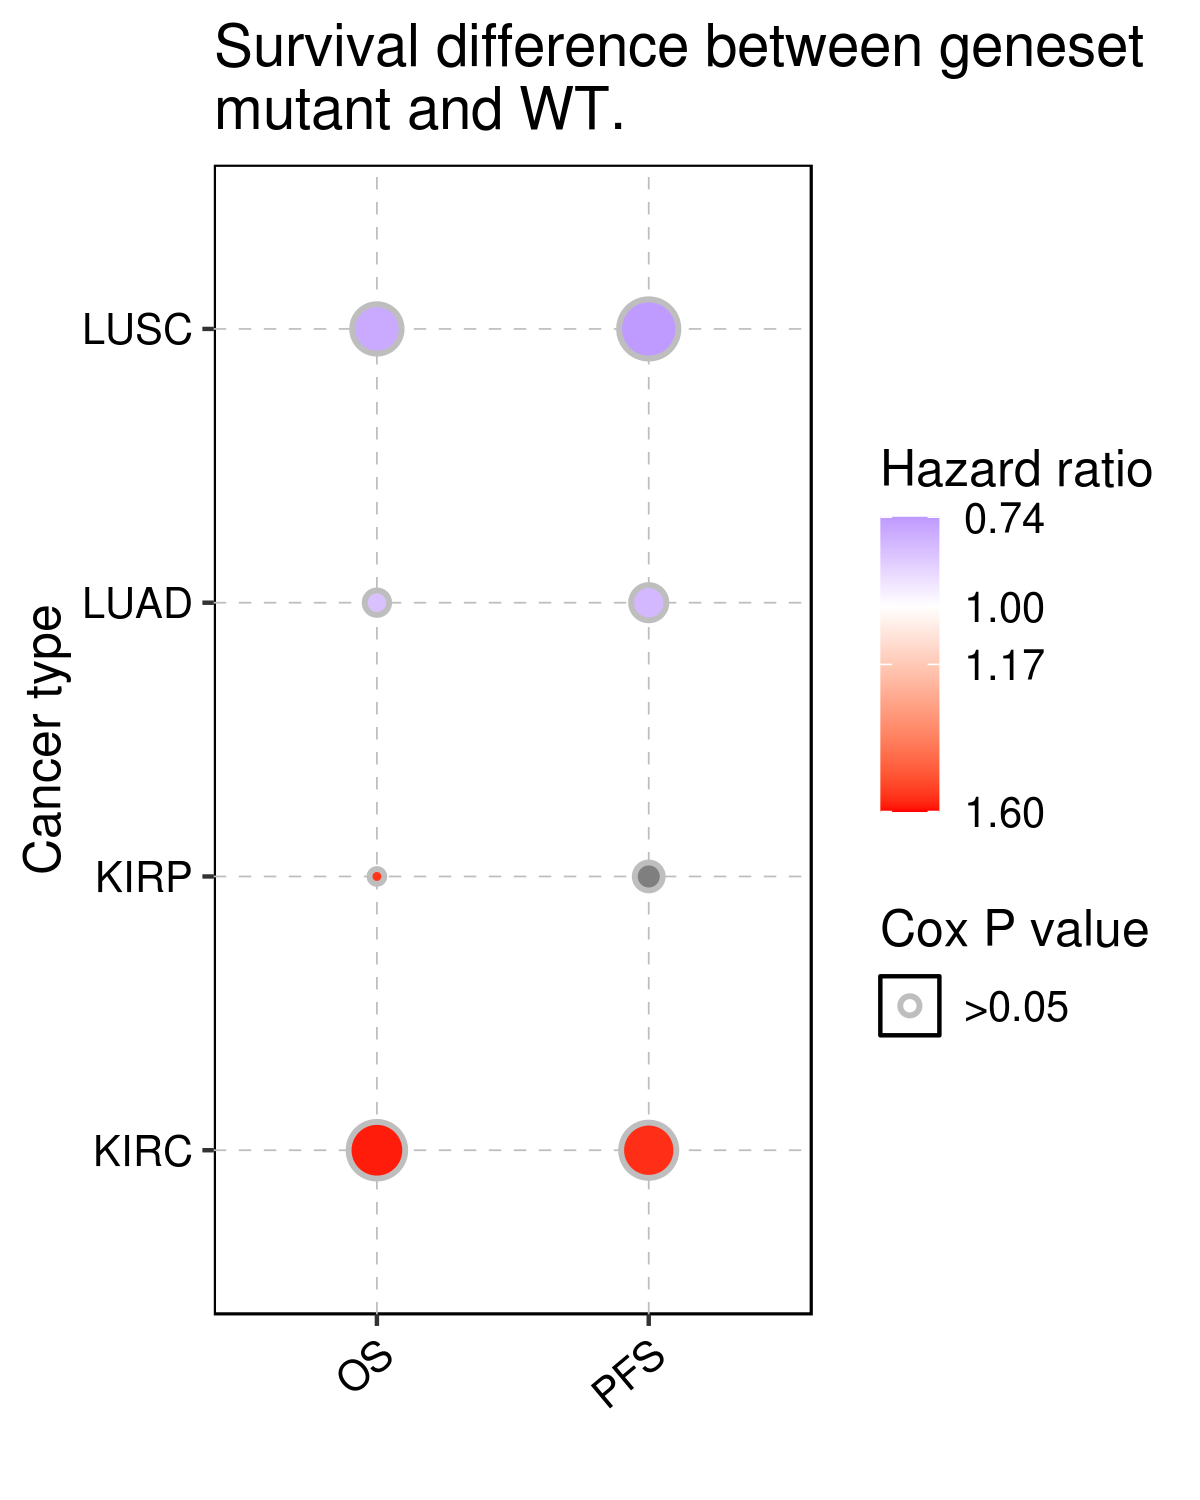 Survival difference between geneset
mutant and WT.
Cancer type
LUSC
LUAD
KIRP
KIRC
OS
PFS
Hazard ratio
0.74
1.00
1.17
1.60
Cox P value
>0.05